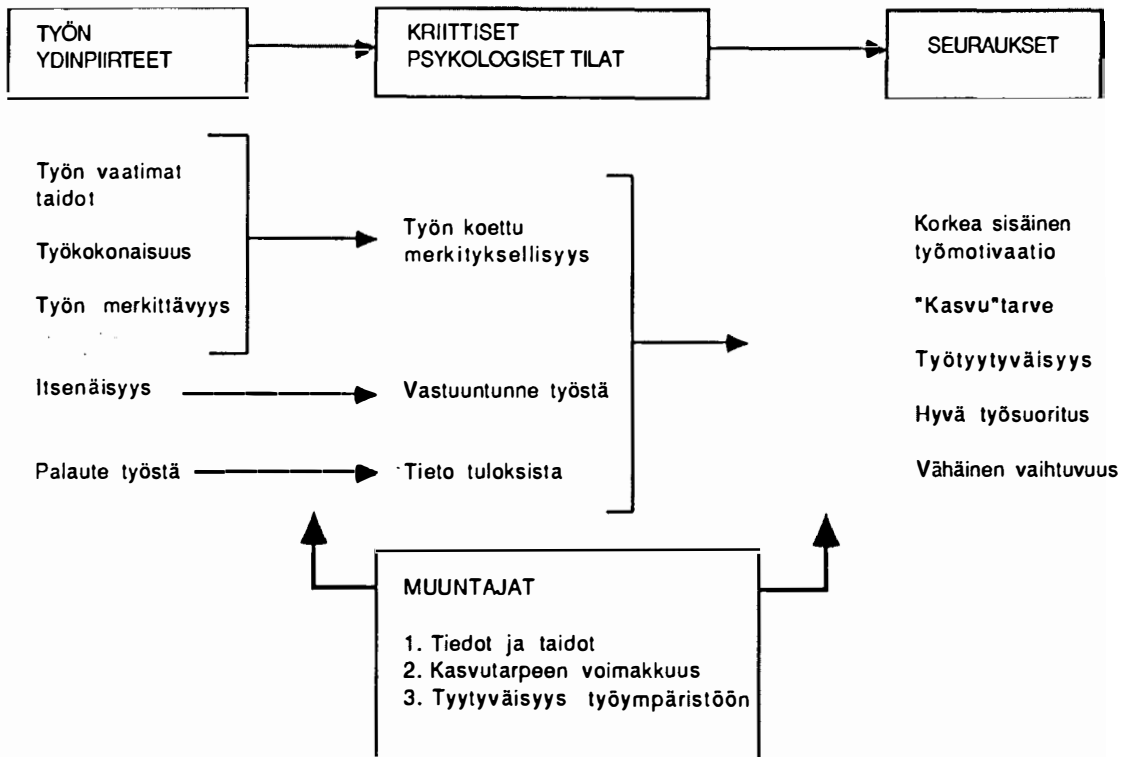 TYÖN
YDINPIIRTEET
KRIITTISET
PSYKOLOGISET TILAT
SEURAUKSET
Työn vaatimat
taidot
Työkokonaisuus
Työn merkittävyys
Itsenäisyys
Palaute työstä
Työn koettu
merkityksellisyys
Vastuuntunne työstä
Tieto tuloksista
Korkea sisäinen
työmotivaatio
"Kasvu"tarve
Työtyytyväisyys
Hyvä työsuoritus
Vähäinen vaihtuvuus
MUUNTAJAT
1. Tiedot ja taidot
2. Kasvutarpeen voimakkuus
3. Tyytyväisyys työympäristöön